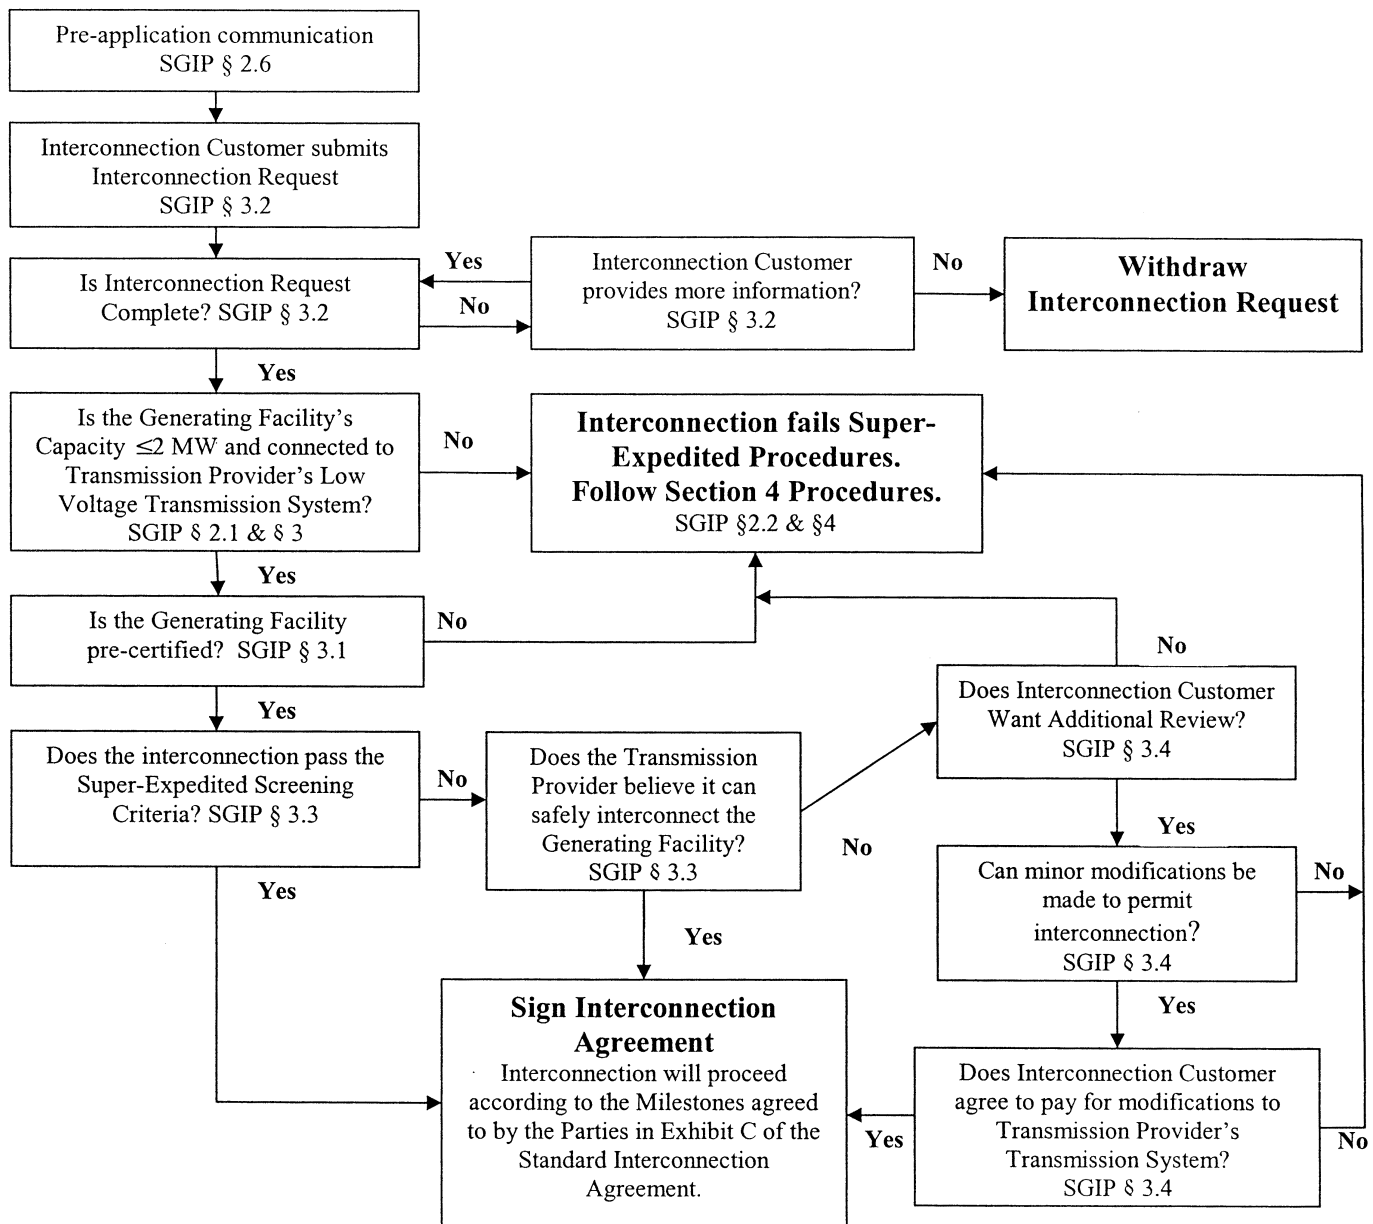 Pre-application communication
SGIP § 2.6
Interconnection Customer submits
Interconnection Request
SGIP § 3.2
Is Interconnection Request
Complete? SGIP § 3.2
Yes
No
Interconnection Customer
provides more information?
SGIP § 3.2
No
Withdraw
Interconnection Request
Yes
Is the Generating Facility’s
Capacity ≤2 MW and connected to
Transmission Provider’s Low
Voltage Transmission System?
SGIP § 2.1 & § 3
No
Interconnection fails Super-
Expedited Procedures.
Follow Section 4 Procedures.
SGIP §2.2 & §4
Yes
Is the Generating Facility
pre-certified? SGIP § 3.1
No
Yes
Does the interconnection pass the
Super-Expedited Screening
Criteria? SGIP § 3.3
No
Does the Transmission
Provider believe it can
safely interconnect the
Generating Facility?
SGIP § 3.3
No
No
Does Interconnection Customer
Want Additional Review?
SGIP § 3.4
Yes
Can minor modifications be
made to permit
interconnection?
SGIP § 3.4
No
Yes
Yes
Yes
Sign Interconnection
Agreement
Interconnection will proceed
according to the Milestones agreed
to by the Parties in Exhibit C of the
Standard Interconnection
Agreement.
Yes
Does Interconnection Customer
agree to pay for modifications to
Transmission Provider’s
Transmission System?
SGIP § 3.4
No